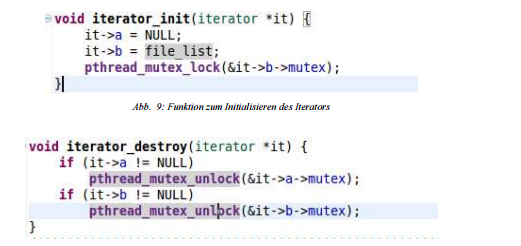 void iterator_init(iterator *it) {
it->a = NULL;
it->b = file_list;
pthread_mutex_lock(&it->b->mutex);
}
Abb. 9: Funktion zum Initialisieren des Iterators
void iterator_destroy(iterator *it) {
if (it->a != NULL)
pthread_mutex_unlock(&it->a->mutex);
if (it->b != NULL)
pthread_mutex_unlock(&it->b->mutex);
}